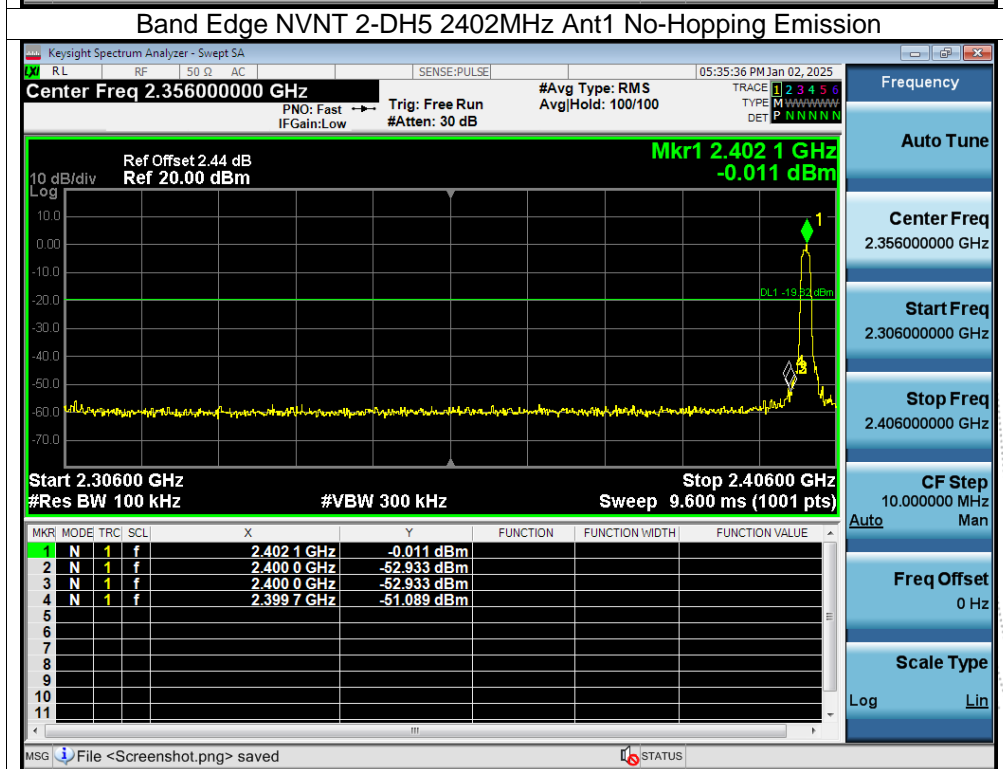 Band Edge NVNT 2-DH5 2402MHz Ant1 No-Hopping Emission
Keysight Spectrum Analyzer - Swept SA
LXI RL RF 50 Ω AC SENSE:PULSE 05:35:36 PM Jan 02, 2025
Center Freq 2.356000000 GHz #Avg Type: RMS TRACE 1 2 3 4 5 6
PNO: Fast Trig: Free Run Avg|Hold: 100/100 TYPE M WWWWW
IFGain:Low #Atten: 30 dB DET P N N N N N
Mkr1 2.402 1 GHz
-0.011 dBm
Ref Offset 2.44 dB
10 dB/div Ref 20.00 dBm
Log
10.0
0.00
-10.0
-20.0
-30.0
-40.0
-50.0
-60.0
-70.0
1
DL1 -19.82 dBm
3
Start 2.30600 GHz Stop 2.40600 GHz
#Res BW 100 kHz #VBW 300 kHz Sweep 9.600 ms (1001 pts)
MKR MODE TRC SCL X Y FUNCTION FUNCTION WIDTH FUNCTION VALUE
1 N 1 f 2.402 1 GHz -0.011 dBm
2 N 1 f 2.400 0 GHz -52.933 dBm
3 N 1 f 2.400 0 GHz -52.933 dBm
4 N 1 f 2.399 7 GHz -51.089 dBm
5
6
7
8
9
10
11
MSG File <Screenshot.png> saved STATUS
Frequency
Auto Tune
Center Freq
2.356000000 GHz
Start Freq
2.306000000 GHz
Stop Freq
2.406000000 GHz
CF Step
10.000000 MHz
Auto Man
Freq Offset
0 Hz
Scale Type
Log Lin